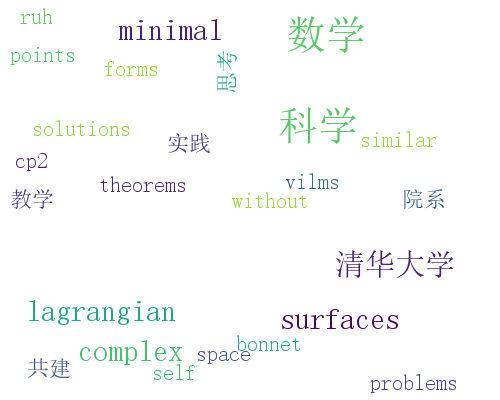 ruh
minimal
数学
points
forms
思考
科学
solutions
实践
similar
cp2
theorems
vilms
教学
without
院系
清华大学
lagrangian
surfaces
complex
space
bonnet
共建
self
problems